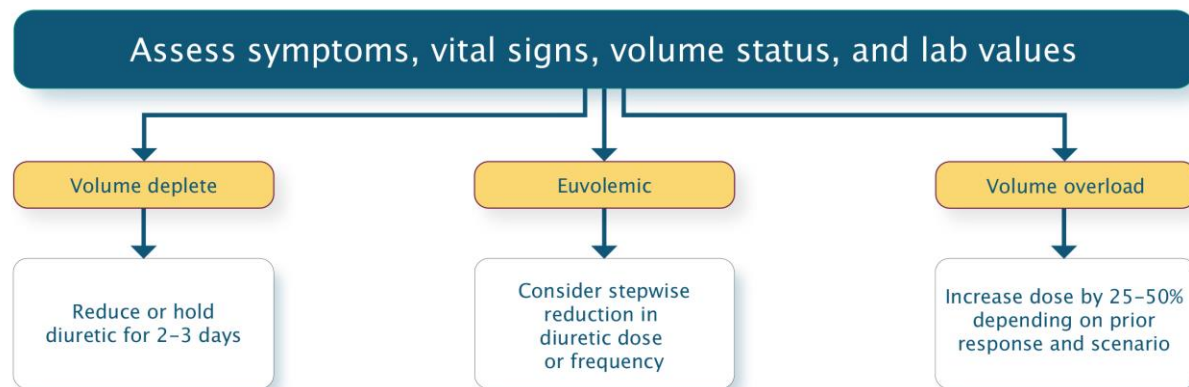 Assess symptoms, vital signs, volume status, and lab values
Volume deplete
Euvolemic
Volume overload
Reduce or hold
diuretic for 2–3 days
Consider stepwise
reduction in
diuretic dose
or frequency
Increase dose by 25–50%
depending on prior
response and scenario